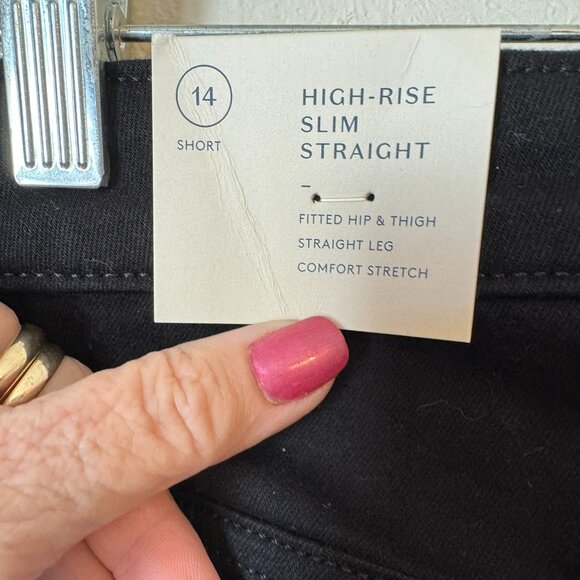 14
SHORT
HIGH-RISE
SLIM
STRAIGHT
FITTED HIP & THIGH
STRAIGHT LEG
COMFORT STRETCH